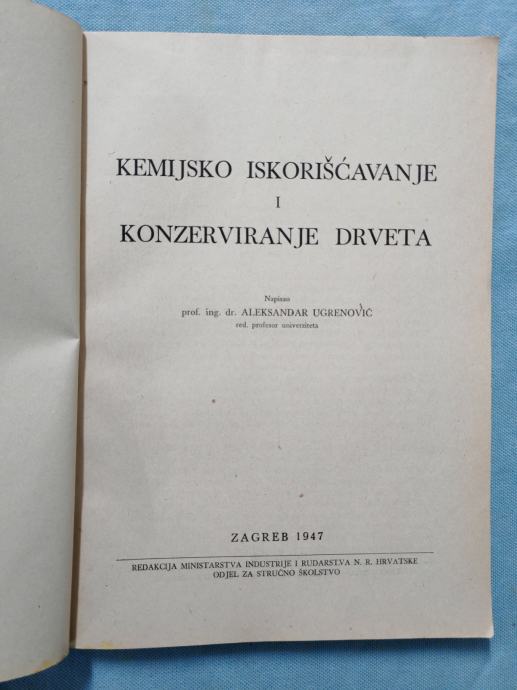 KEMIJSKO ISKORIŠĆAVANJE
I
KONZERVIRANJE DRVETA
Napisao
prof. ing. dr. ALEKSANDAR UGRENOVIĆ
red. profesor univerziteta
ZAGREB 1947
REDAKCIJA MINISTARSTVA INDUSTRIJE I RUDARSTVA N. R. HRVATSKE
ODJEL ZA STRUČNO ŠKOLSTVO